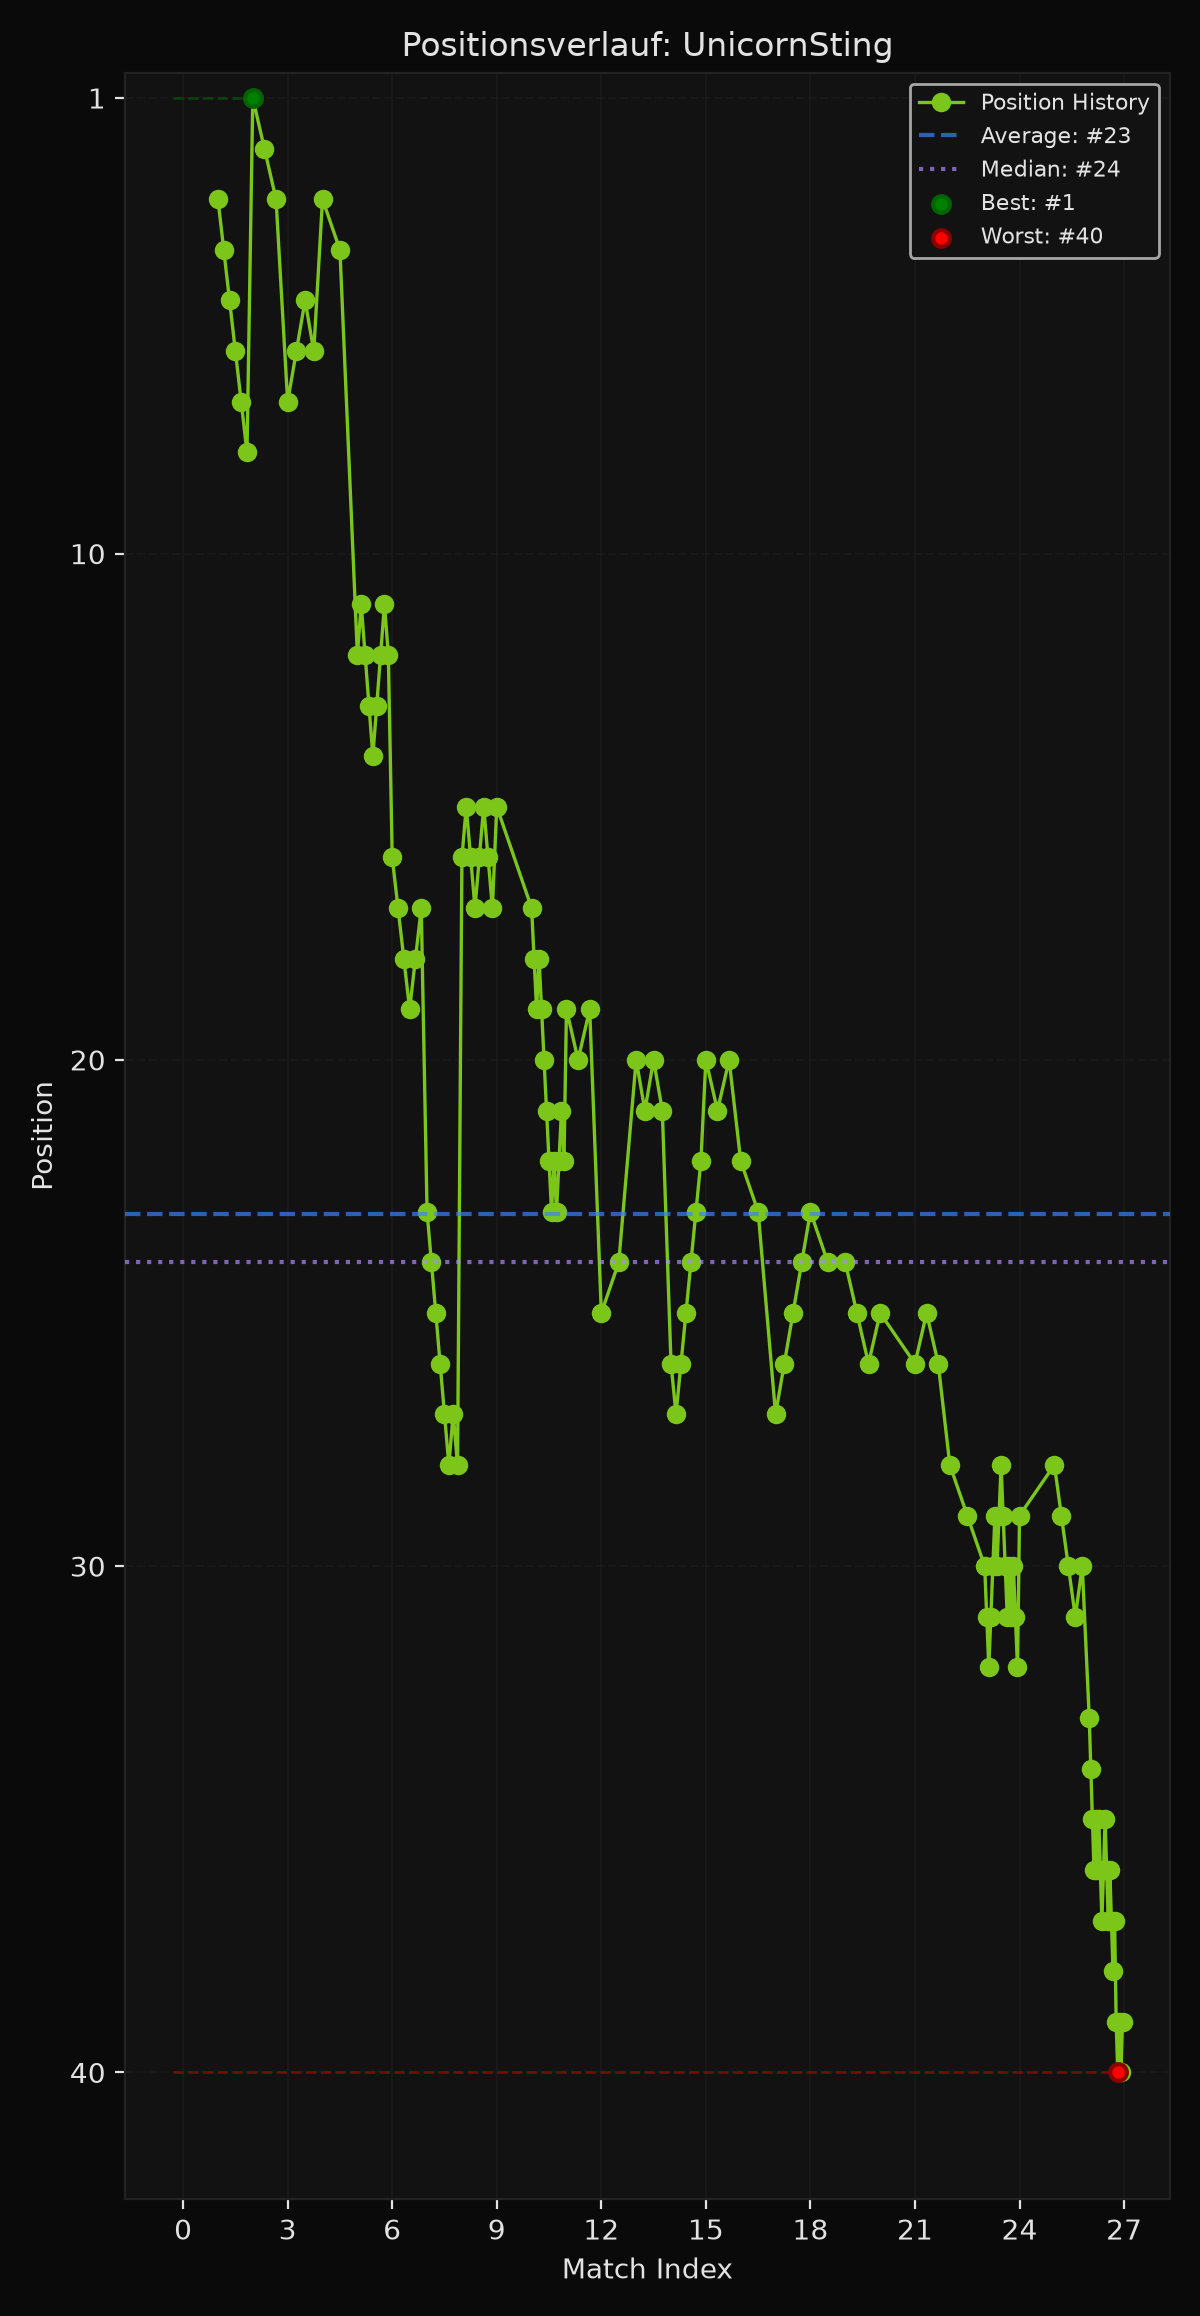 Positionsverlauf: UnicornSting
Position History
Average: #23
Median: #24
Best: #1
Worst: #40
1
10
20
30
40
Position
0 3 6 9 12 15 18 21 24 27
Match Index